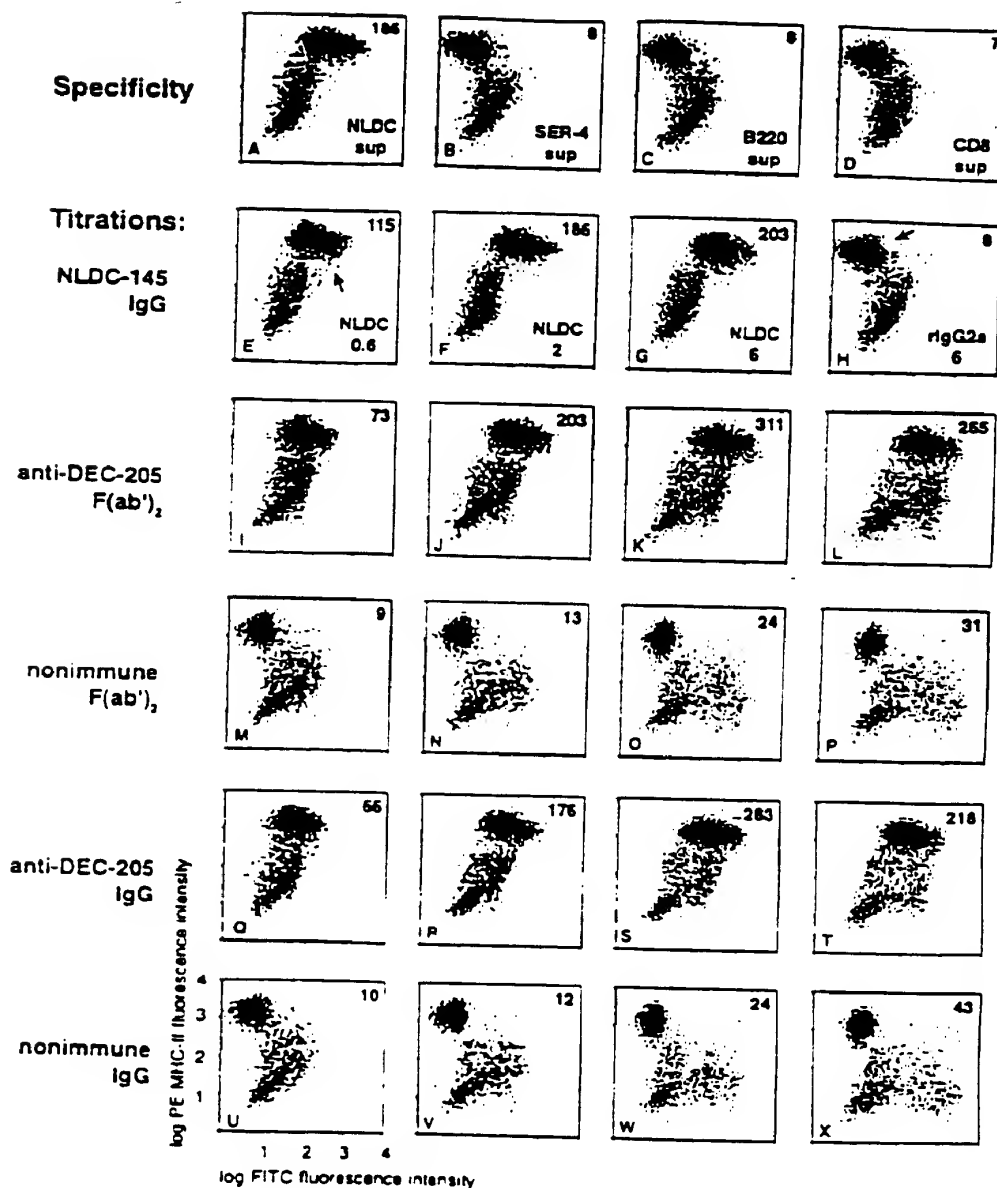 186
8
8
7
Specificity
NLDC
sup
A
SER-4
sup
B
B220
sup
C
CD8
sup
D
Titrations:
115
186
203
8
NLDC-145
IgG
NLDC
0.6
E
NLDC
2
F
NLDC
6
G
rIgG2a
6
H
73
203
311
265
anti-DEC-205
F(ab')2
I
J
K
L
9
13
24
31
nonimmune
F(ab')2
M
N
O
P
66
176
283
218
anti-DEC-205
IgG
Q
R
S
T
10
12
24
43
nonimmune
IgG
U
V
W
X
log PE MHC-II fluorescence intensity
4
3
2
1
1 2 3 4
log FITC fluorescence intensity